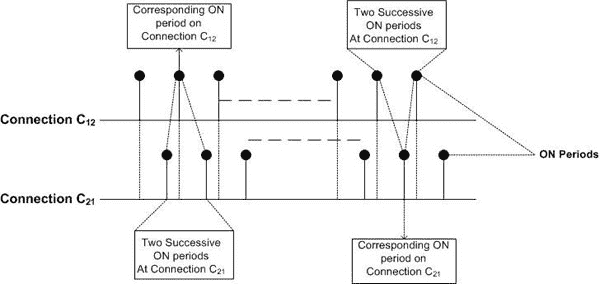 Corresponding ON
period on
Connection C12
Two Successive
ON periods
At Connection C12
Connection C12
ON Periods
Connection C21
Two Successive
ON periods
At Connection C21
Corresponding ON
period on
Connection C21